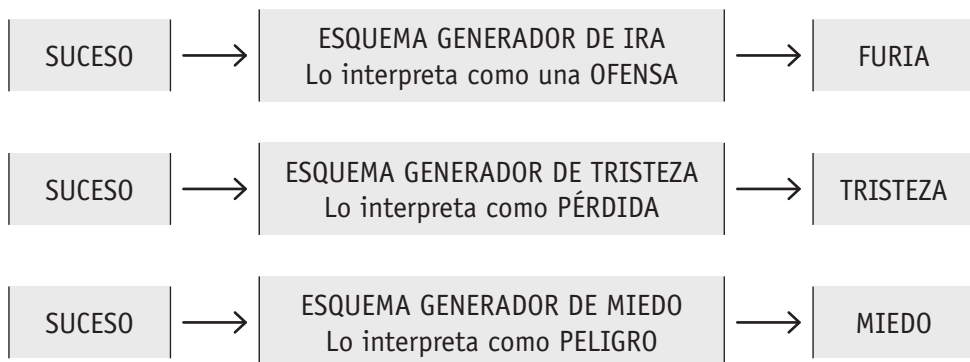 SUCESO
ESQUEMA GENERADOR DE IRA
Lo interpreta como una OFENSA
FURIA
SUCESO
ESQUEMA GENERADOR DE TRISTEZA
Lo interpreta como PÉRDIDA
TRISTEZA
SUCESO
ESQUEMA GENERADOR DE MIEDO
Lo interpreta como PELIGRO
MIEDO